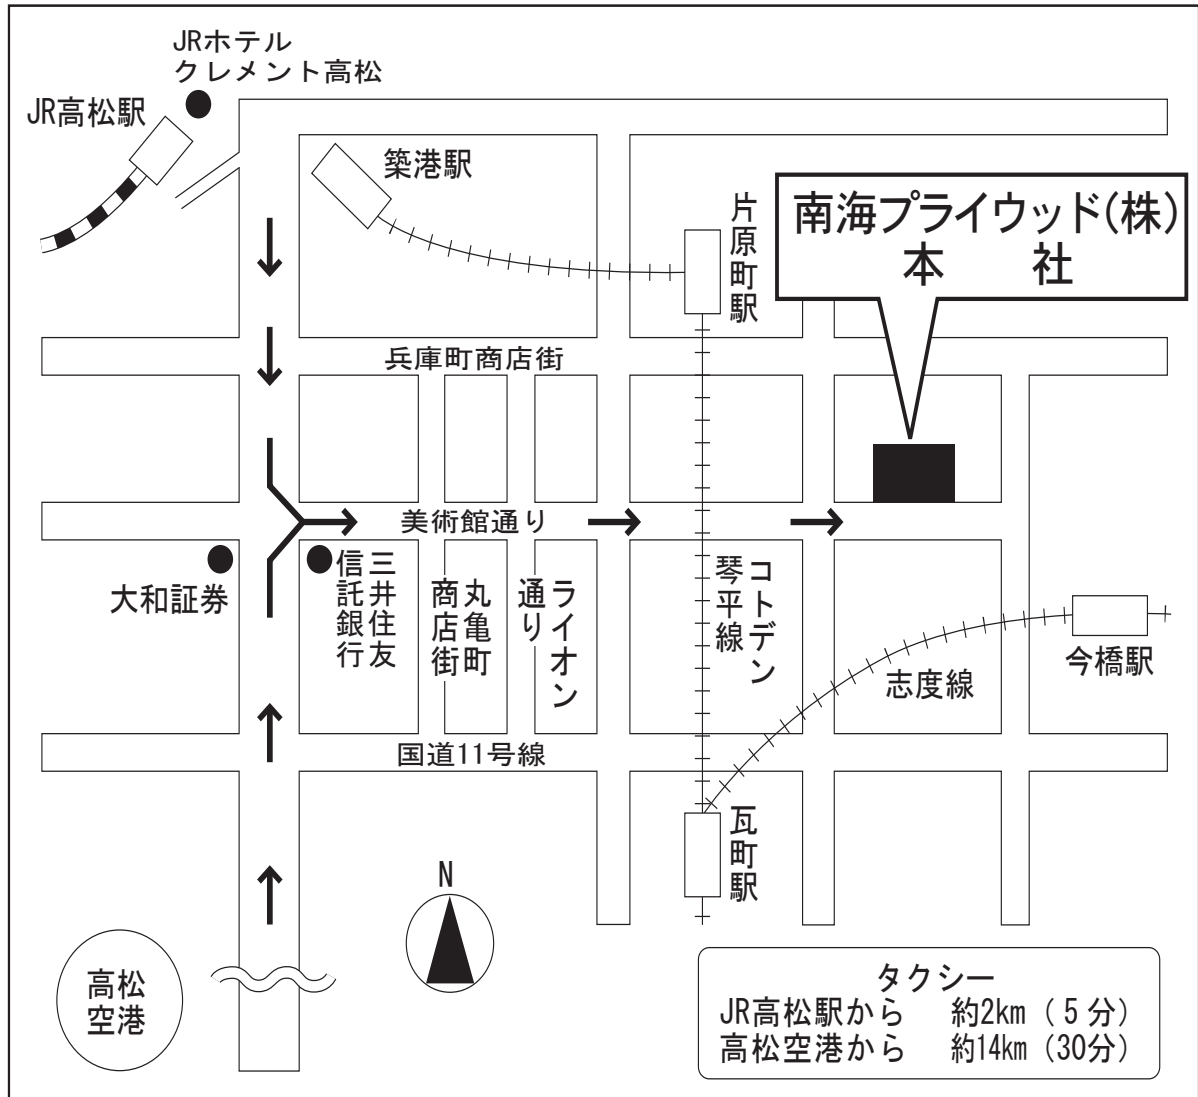 JRホテル
クレメント高松
JR高松駅
築港駅
片原町駅
南海プライウッド(株)
本 社
兵庫町商店街
美術館通り
大和証券
三井住友
信託銀行
丸亀町
商店街
ライオン
通り
コトデン
琴平線
志度線
今橋駅
国道11号線
瓦町駅
N
高松
空港
タクシー
JR高松駅から 約2km(5分)
高松空港から 約14km(30分)